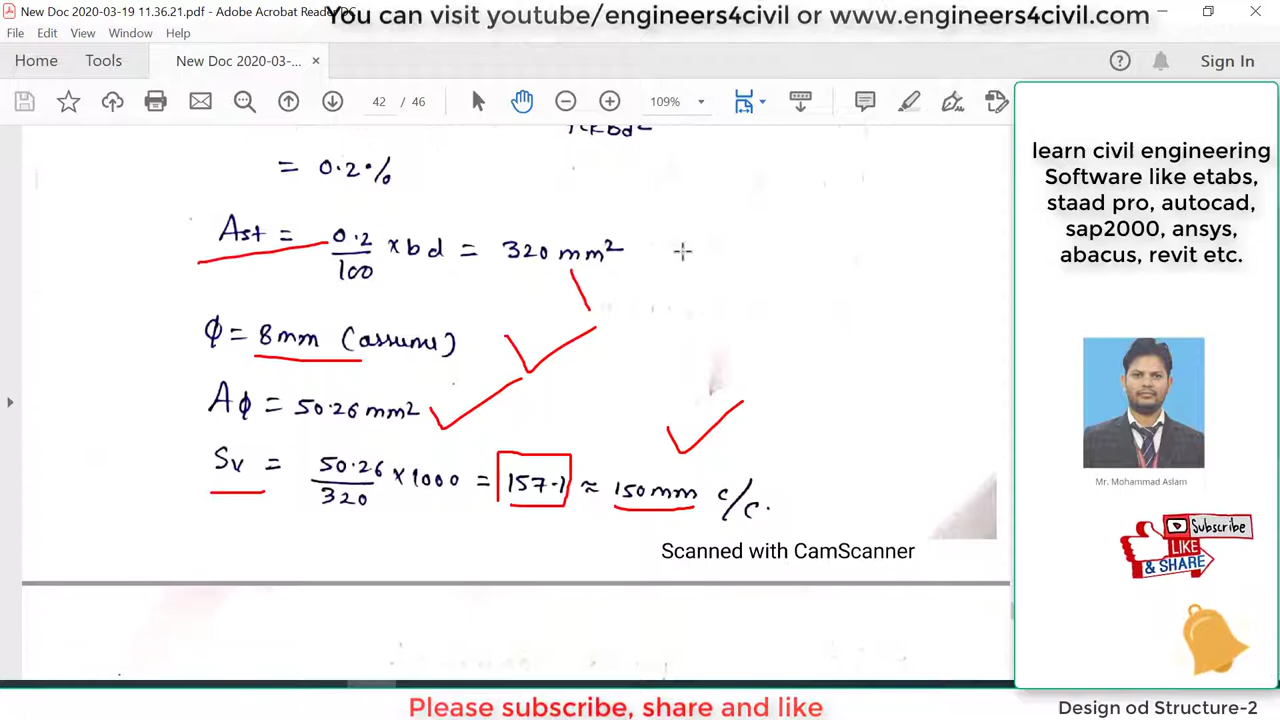 You can visit youtube/engineers4civil or www.engineers4civil.com
New Doc 2020-03-19 11.36.21.pdf - Adobe Acrobat Reader DC
File Edit View Window Help
Home Tools New Doc 2020-03-... × Sign In
42 / 46 109%
= 0.2%
Ast = 0.2/100 × bd = 320 mm²
ϕ = 8mm (assume)
Aϕ = 50.26 mm²
Sv = 50.26/320 × 1000 = 157.1 ≈ 150mm c/c.
Scanned with CamScanner
learn civil engineering
Software like etabs,
staad pro, autocad,
sap2000, ansys,
abacus, revit etc.
Mr. Mohammad Aslam
Subscribe
LIKE
& SHARE
Please subscribe, share and like
Design od Structure-2